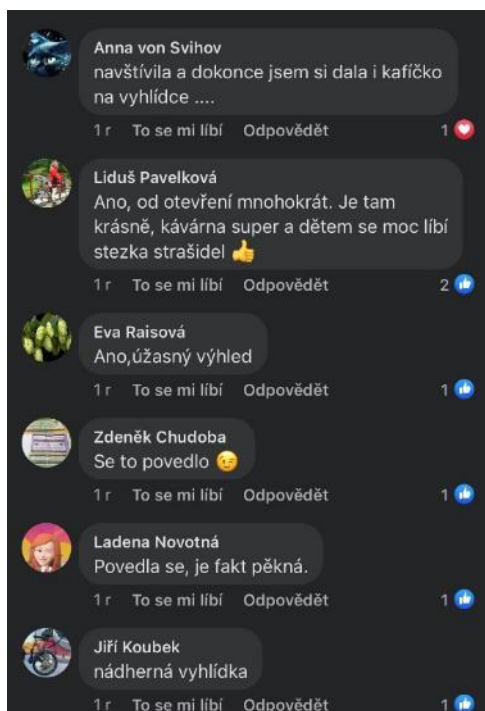 Anna von Svihov
navštívila a dokonce jsem si dala i kafíčko
na vyhlídce ....
1 r To se mi líbí Odpovědět 1
Liduš Pavelková
Ano, od otevření mnohokrát. Je tam
krásně, kávárna super a dětem se moc líbí
stezka strašidel 👍
1 r To se mi líbí Odpovědět 2
Eva Raisová
Ano,úžasný výhled
1 r To se mi líbí Odpovědět 1
Zdeněk Chudoba
Se to povedlo 😉
1 r To se mi líbí Odpovědět 1
Ladena Novotná
Povedla se, je fakt pěkná.
1 r To se mi líbí Odpovědět 1
Jiří Koubek
nádherná vyhlídka
1 r To se mi líbí Odpovědět 1